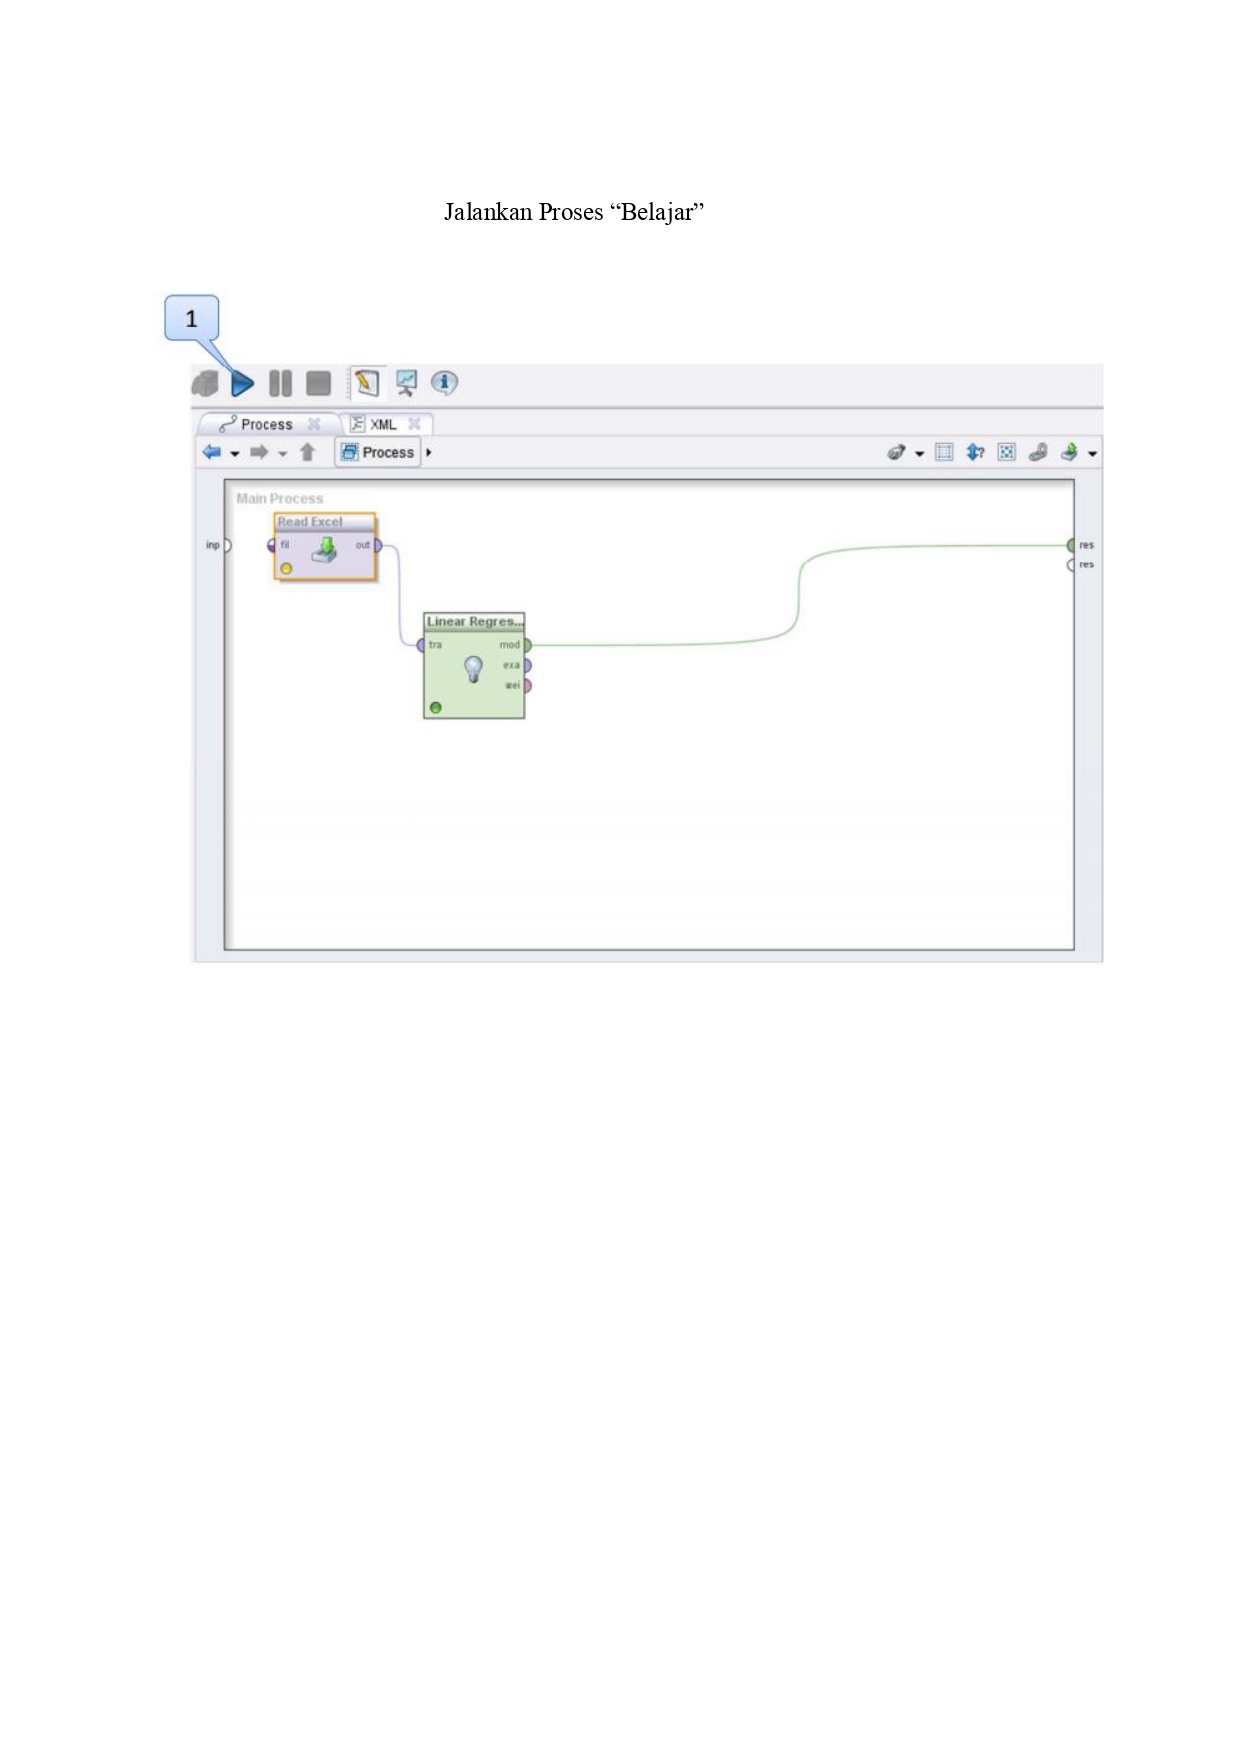 Jalankan Proses “Belajar”
1
Process
XML
Process
Main Process
Read Excel
inp
fil
out
res
res
Linear Regres...
tra
mod
exa
wei